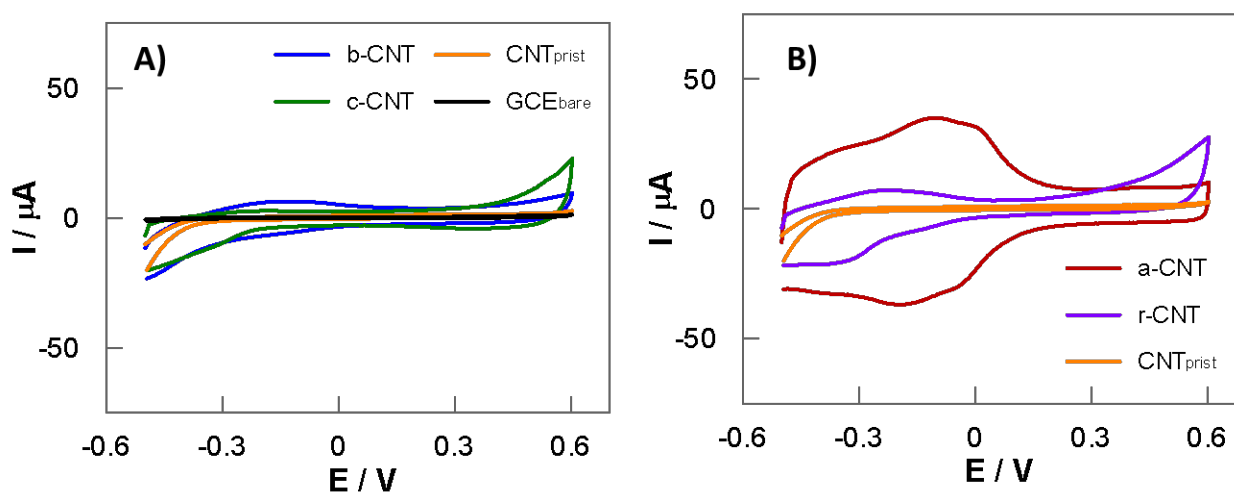 A)
b-CNT
CNTprist
c-CNT
GCEbare
50
0
-50
I / µA
-0.6
-0.3
0
0.3
0.6
E / V
B)
50
0
-50
I / µA
a-CNT
r-CNT
CNTprist
-0.6
-0.3
0
0.3
0.6
E / V